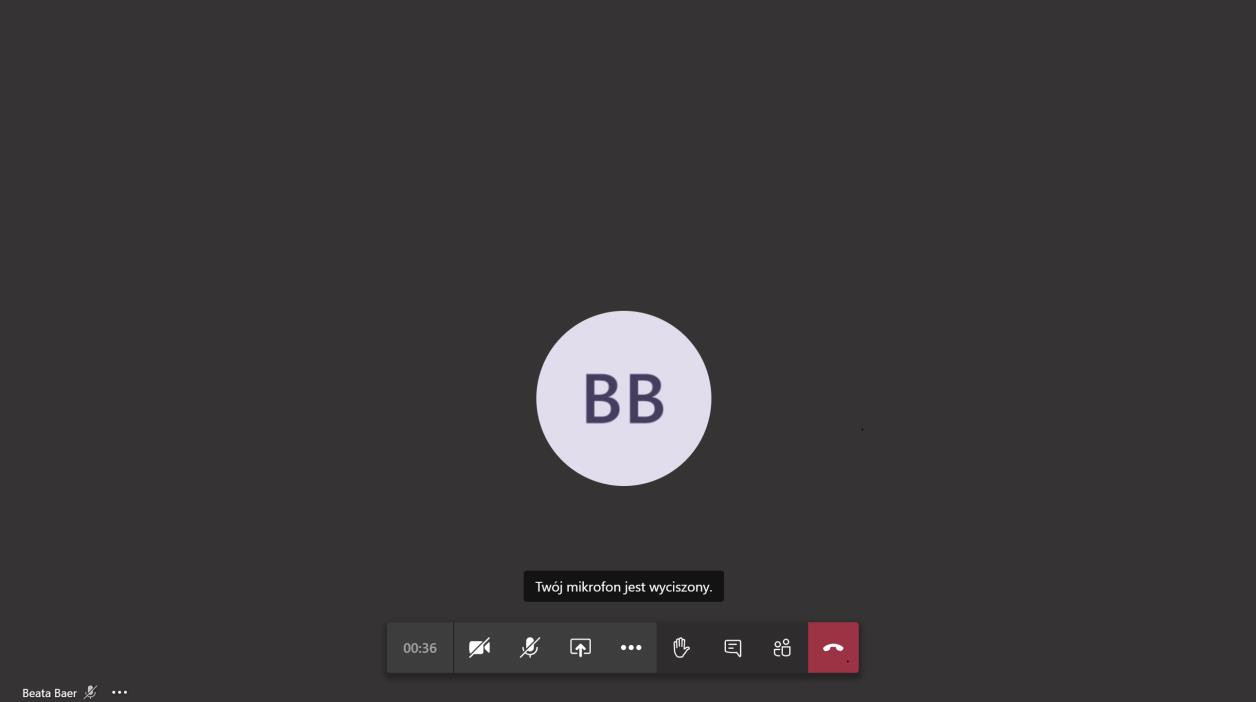 BB
Twój mikrofon jest wyciszony.
00:36
Beata Baer